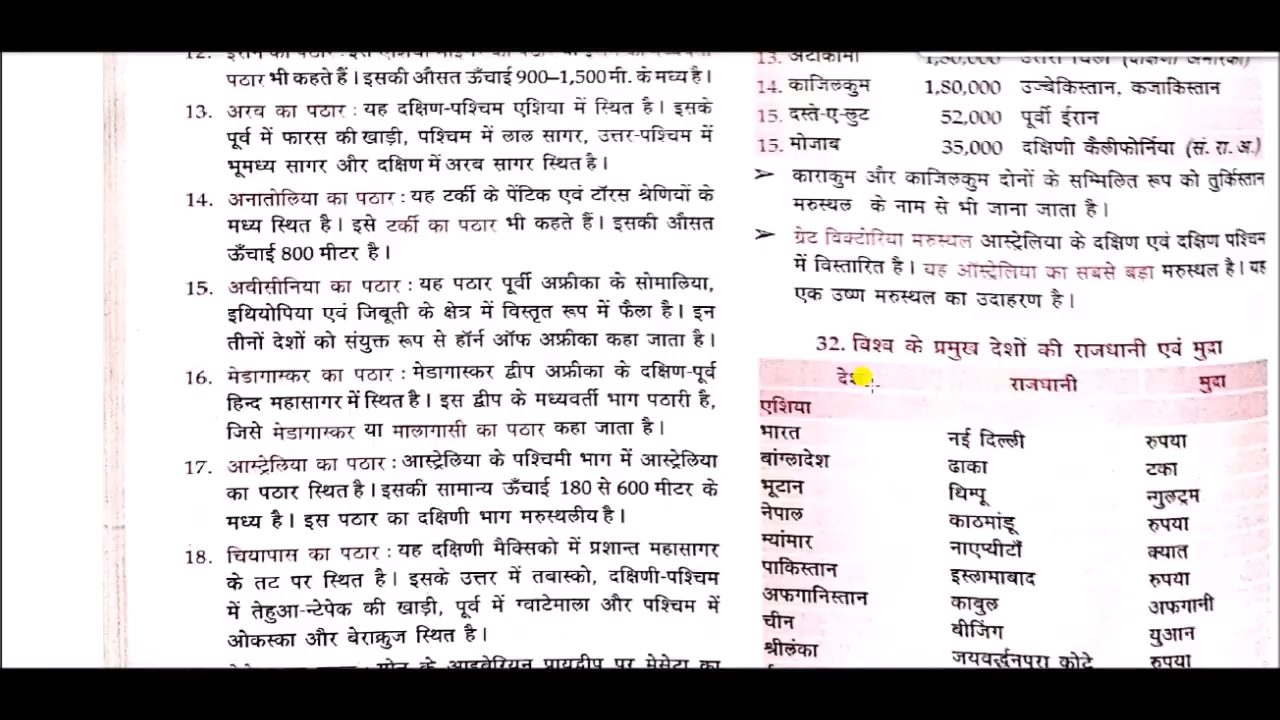 पठार भी कहते हैं। इसकी औसत ऊँचाई 900–1,500 मी. के मध्य है।
13. अरब का पठार : यह दक्षिण-पश्चिम एशिया में स्थित है। इसके
पूर्व में फारस की खाड़ी, पश्चिम में लाल सागर, उत्तर-पश्चिम में
भूमध्य सागर और दक्षिण में अरब सागर स्थित है।
14. अनातोलिया का पठार : यह टर्की के पेंटिक एवं टॉरस श्रेणियों के
मध्य स्थित है। इसे टर्की का पठार भी कहते हैं। इसकी औसत
ऊँचाई 800 मीटर है।
15. अबीसीनिया का पठार : यह पठार पूर्वी अफ्रीका के सोमालिया,
इथियोपिया एवं जिबूती के क्षेत्र में विस्तृत रूप में फैला है। इन
तीनों देशों को संयुक्त रूप से हॉर्न ऑफ अफ्रीका कहा जाता है।
16. मेडागास्कर का पठार : मेडागास्कर द्वीप अफ्रीका के दक्षिण-पूर्व
हिन्द महासागर में स्थित है। इस द्वीप के मध्यवर्ती भाग पठारी है,
जिसे मेडागास्कर या मालागासी का पठार कहा जाता है।
17. आस्ट्रेलिया का पठार : आस्ट्रेलिया के पश्चिमी भाग में आस्ट्रेलिया
का पठार स्थित है। इसकी सामान्य ऊँचाई 180 से 600 मीटर के
मध्य है। इस पठार का दक्षिणी भाग मरुस्थलीय है।
18. चियापास का पठार : यह दक्षिणी मैक्सिको में प्रशान्त महासागर
के तट पर स्थित है। इसके उत्तर में तबास्को, दक्षिणी-पश्चिम
में तेहुआ-न्टेपेक की खाड़ी, पूर्व में ग्वाटेमाला और पश्चिम में
ओकस्का और बेराक्रुज स्थित है।
13. अटाकामा
14. काजिलकुम 1,80,000 उज्बेकिस्तान, कजाकिस्तान
15. दस्ते-ए-लुट 52,000 पूर्वी ईरान
15. मोजाब 35,000 दक्षिणी कैलीफोर्निया (सं. रा. अ.)
➢ काराकुम और काजिलकुम दोनों के सम्मिलित रूप को तुर्किस्तान
मरुस्थल के नाम से भी जाना जाता है।
➢ ग्रेट विक्टोरिया मरुस्थल आस्ट्रेलिया के दक्षिण एवं दक्षिण पश्चिम
में विस्तारित है। यह ऑस्ट्रेलिया का सबसे बड़ा मरुस्थल है। यह
एक उष्ण मरुस्थल का उदाहरण है।
32. विश्व के प्रमुख देशों की राजधानी एवं मुद्रा
देश राजधानी मुद्रा
एशिया
भारत नई दिल्ली रुपया
बांग्लादेश ढाका टका
भूटान थिम्पू न्गुलट्रम
नेपाल काठमांडू रुपया
म्यांमार नाएप्यीटाँ क्यात
पाकिस्तान इस्लामाबाद रुपया
अफगानिस्तान काबुल अफगानी
चीन बीजिंग युआन
श्रीलंका जयवर्द्धनपुरा कोटे रुपया